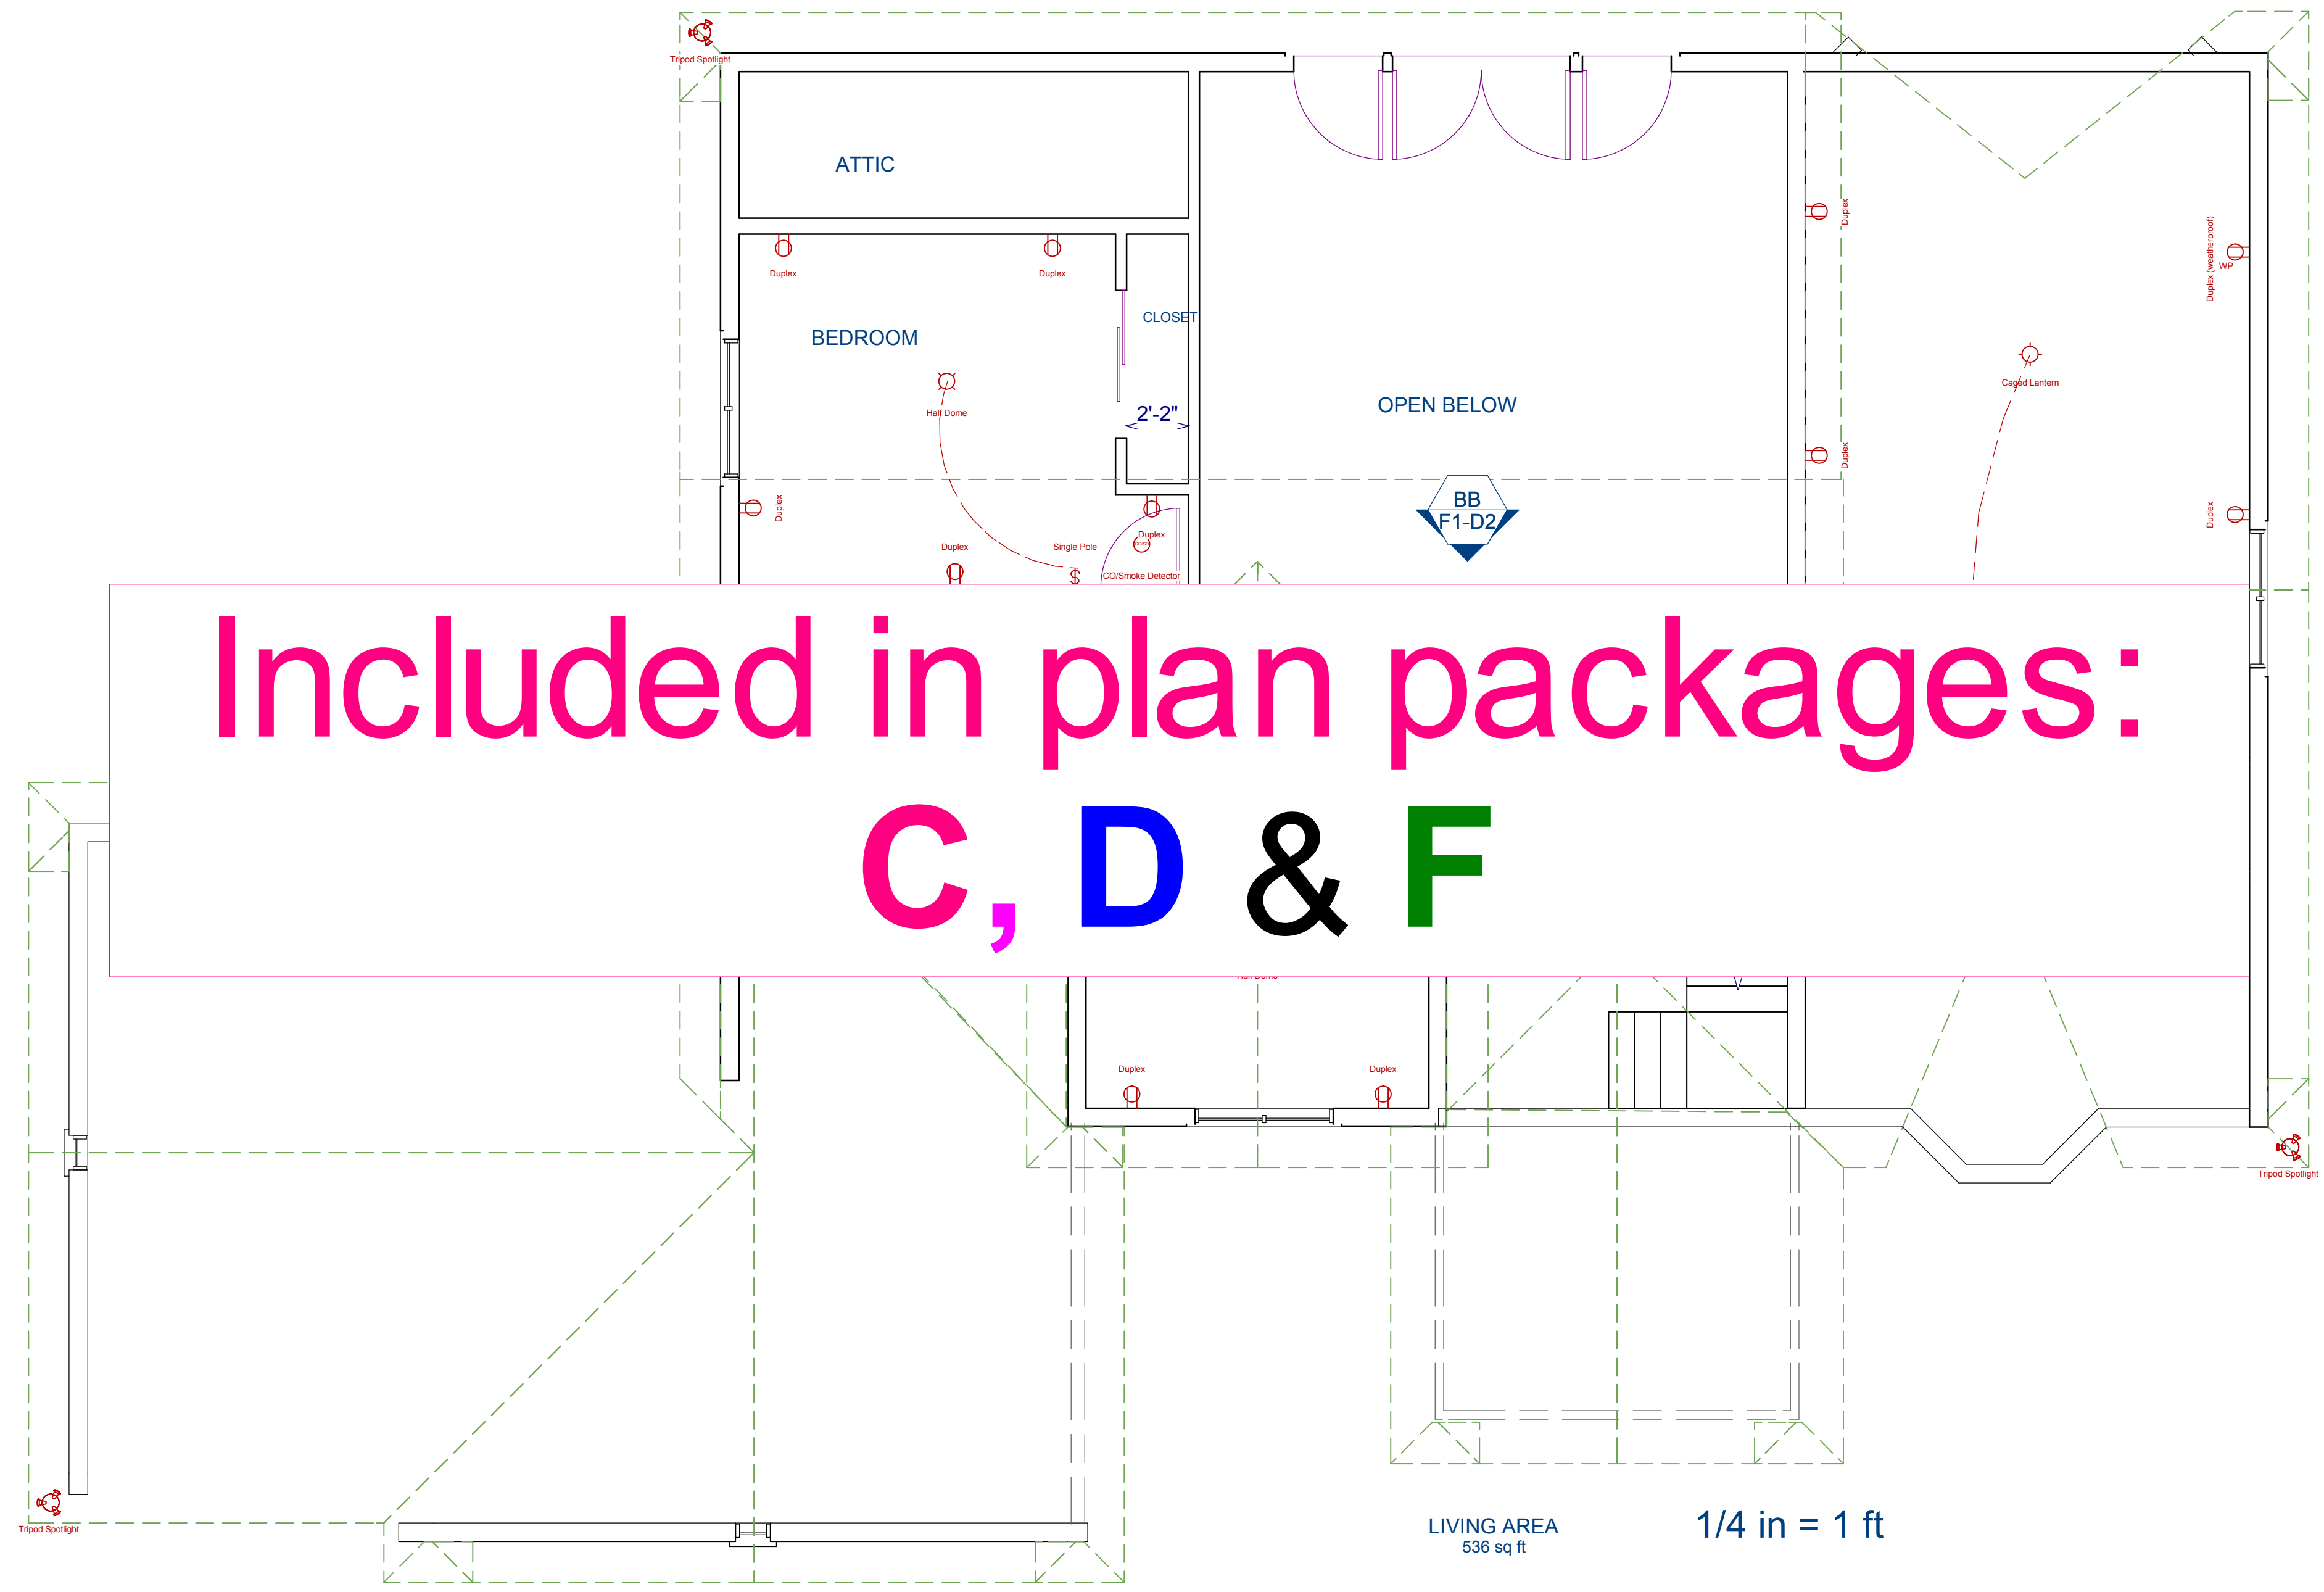 Tripod Spotlight
ATTIC
Duplex
Duplex (weatherproof)
WP
Duplex
Duplex
CLOSET
BEDROOM
Caged Lantern
Half Dome
2'-2"
OPEN BELOW
Duplex
BB
F1-D2
Duplex
Duplex
Duplex
Duplex
Single Pole
$
CO/Smoke Detector
Included in plan packages:
C, D & F
Duplex
Duplex
Tripod Spotlight
Tripod Spotlight
LIVING AREA
536 sq ft
1/4 in = 1 ft